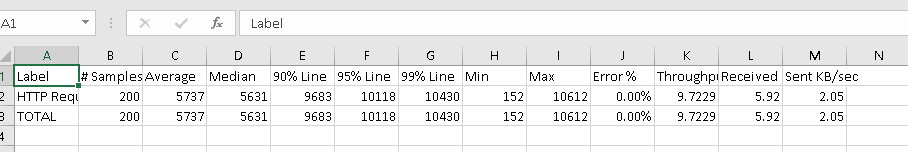 A1 fx Label
A B C D E F G H I J K L M N
1 Label # Samples Average Median 90% Line 95% Line 99% Line Min Max Error % Throughpu Received Sent KB/sec
2 HTTP Requ 200 5737 5631 9683 10118 10430 152 10612 0.00% 9.7229 5.92 2.05
3 TOTAL 200 5737 5631 9683 10118 10430 152 10612 0.00% 9.7229 5.92 2.05
4